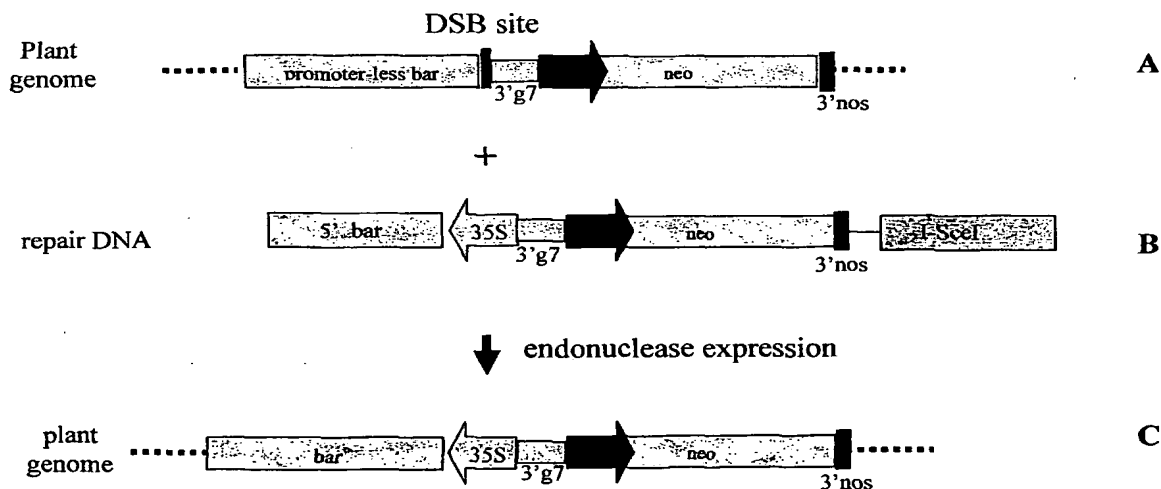 DSB site
Plant
genome
promoter-less bar
neo
A
3'g7
3'nos
+
repair DNA
5' bar
35S
neo
I-SceI
B
3'g7
3'nos
endonuclease expression
plant
genome
bar
35S
neo
C
3'g7
3'nos